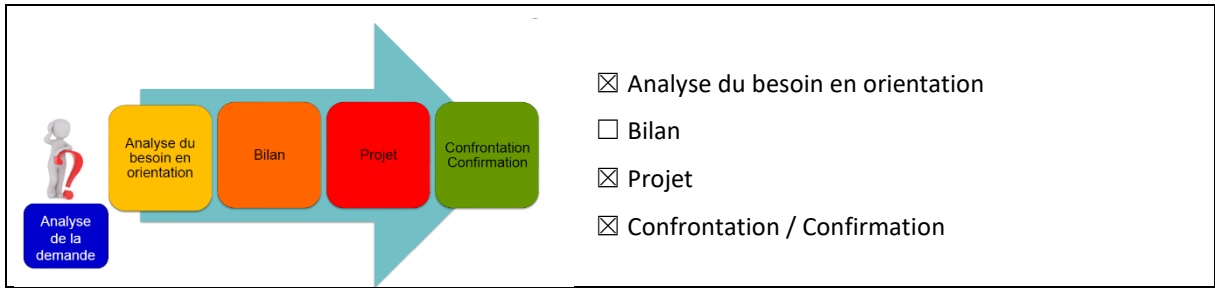 Analyse
de la
demande
Analyse du
besoin en
orientation
Bilan
Projet
Confrontation
Confirmation
☒ Analyse du besoin en orientation
☐ Bilan
☒ Projet
☒ Confrontation / Confirmation